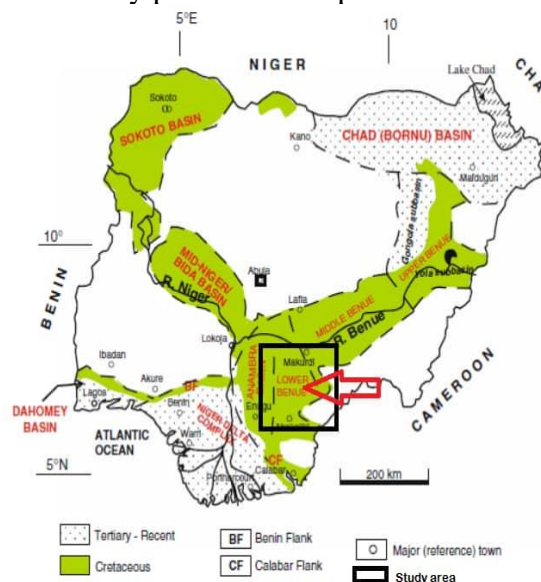 5°E
10
NIGER
Lake Chad
CHA
Sokoto
SOKOTO BASIN
Kano
CHAD (BORNU) BASIN
Maiduguri
Gongola subbasin
10°
BENIN
MID-NIGER/
BIDA BASIN
R. Niger
Abuja
UPPER BENUE
Yola subbasin
Lafia
MIDDLE BENUE
R. Benue
Lokoja
Makurdi
Ibadan
ANAMBRA
LOWER
BENUE
CAMEROON
Akure
BF
Lagos
Benin
Enugu
DAHOMEY
BASIN
NIGER DELTA
COMPLEX
Warri
ATLANTIC
OCEAN
CF
Calabar
5°N
Portharcourt
200 km
Tertiary - Recent
BF Benin Flank
Major (reference) town
Cretaceous
CF Calabar Flank
Study area